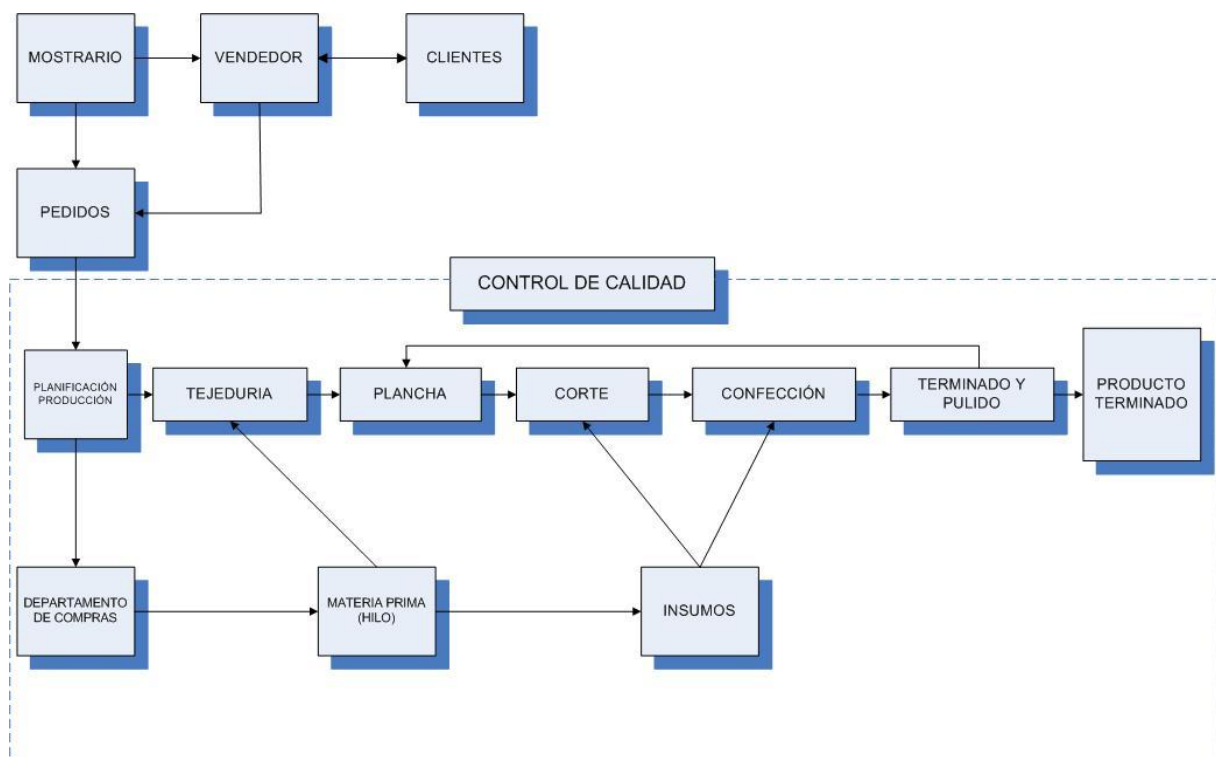 MOSTRARIO
VENDEDOR
CLIENTES
PEDIDOS
CONTROL DE CALIDAD
PLANIFICACIÓN
PRODUCCIÓN
TEJEDURIA
PLANCHA
CORTE
CONFECCIÓN
TERMINADO Y
PULIDO
PRODUCTO
TERMINADO
DEPARTAMENTO
DE COMPRAS
MATERIA PRIMA
(HILO)
INSUMOS